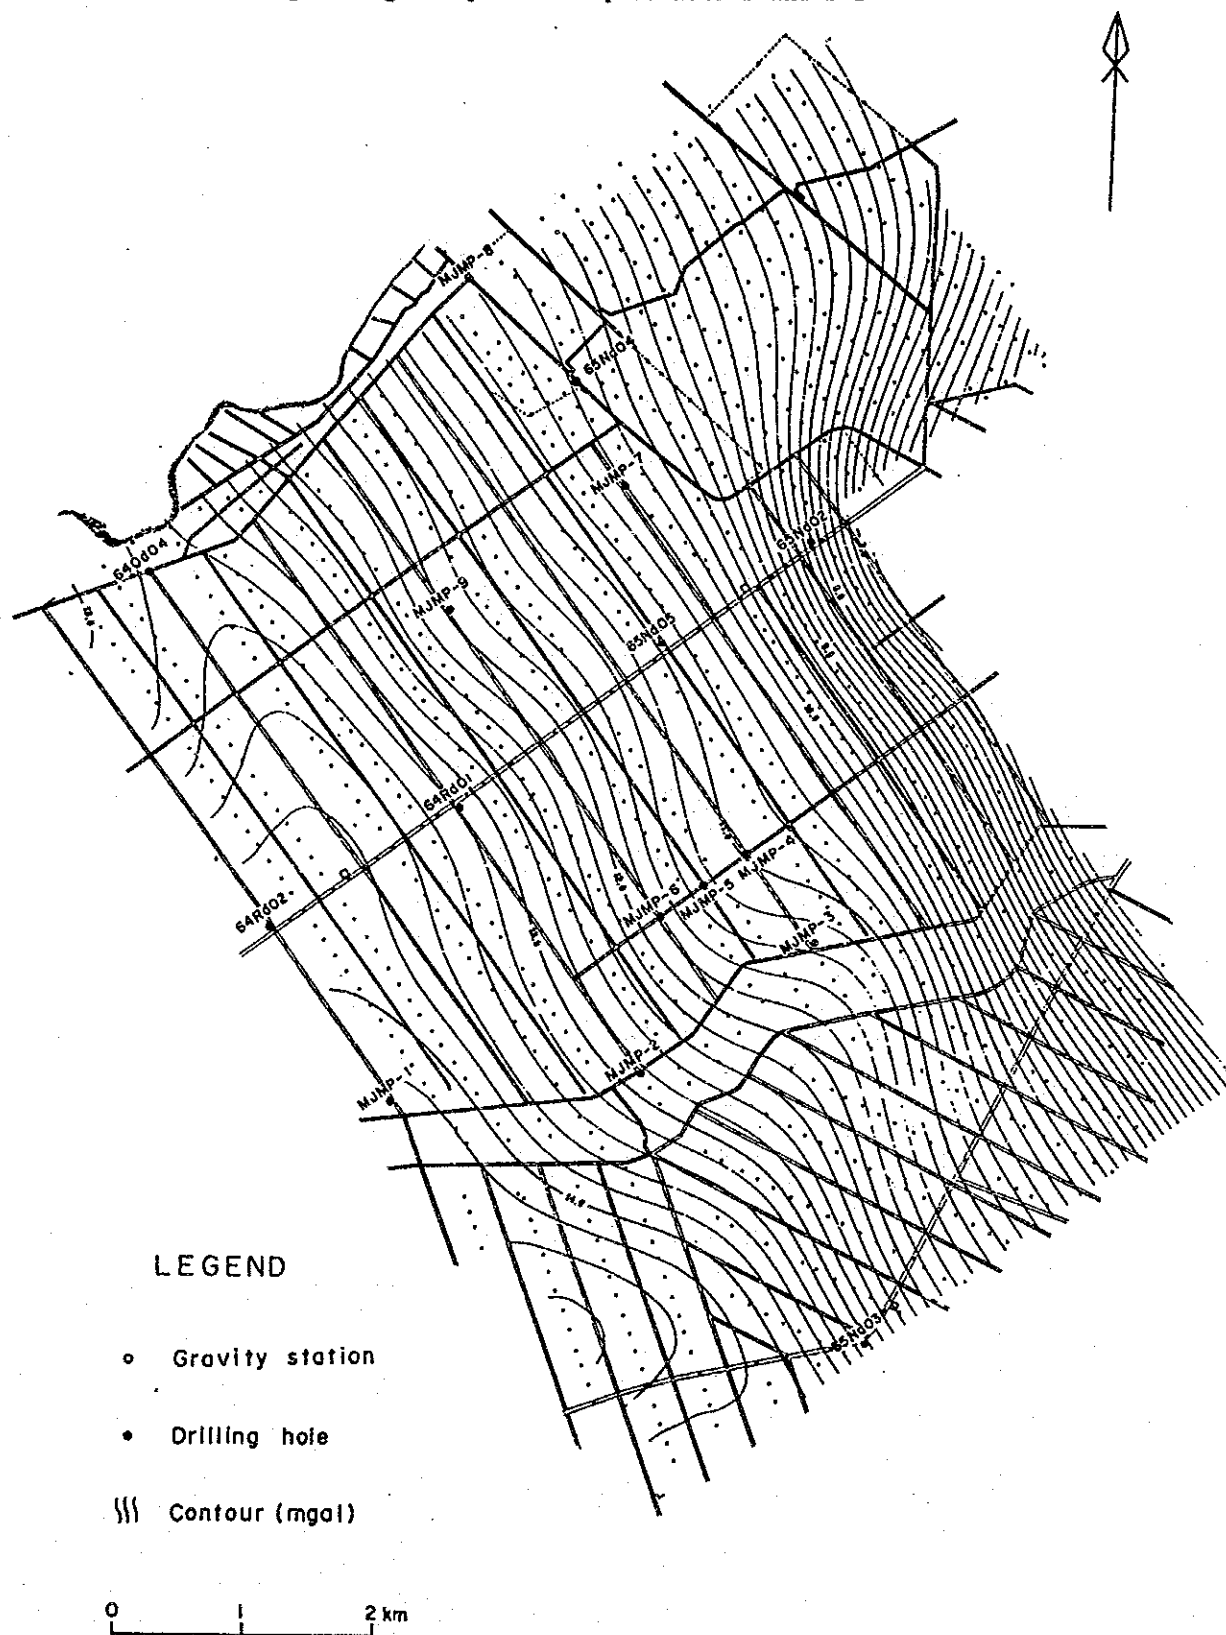 MJMP-8
65Nd04
MJMP-7
64Od04
65Nd02
MJMP-9
65Nd05
64Rd01
MJMP-4
MJMP-5
MJMP-6
64Rd02
MJMP-3
MJMP-2
MJMP-1
65Nd03
LEGEND
Gravity station
Drilling hole
Contour (mgal)
0 1 2 km